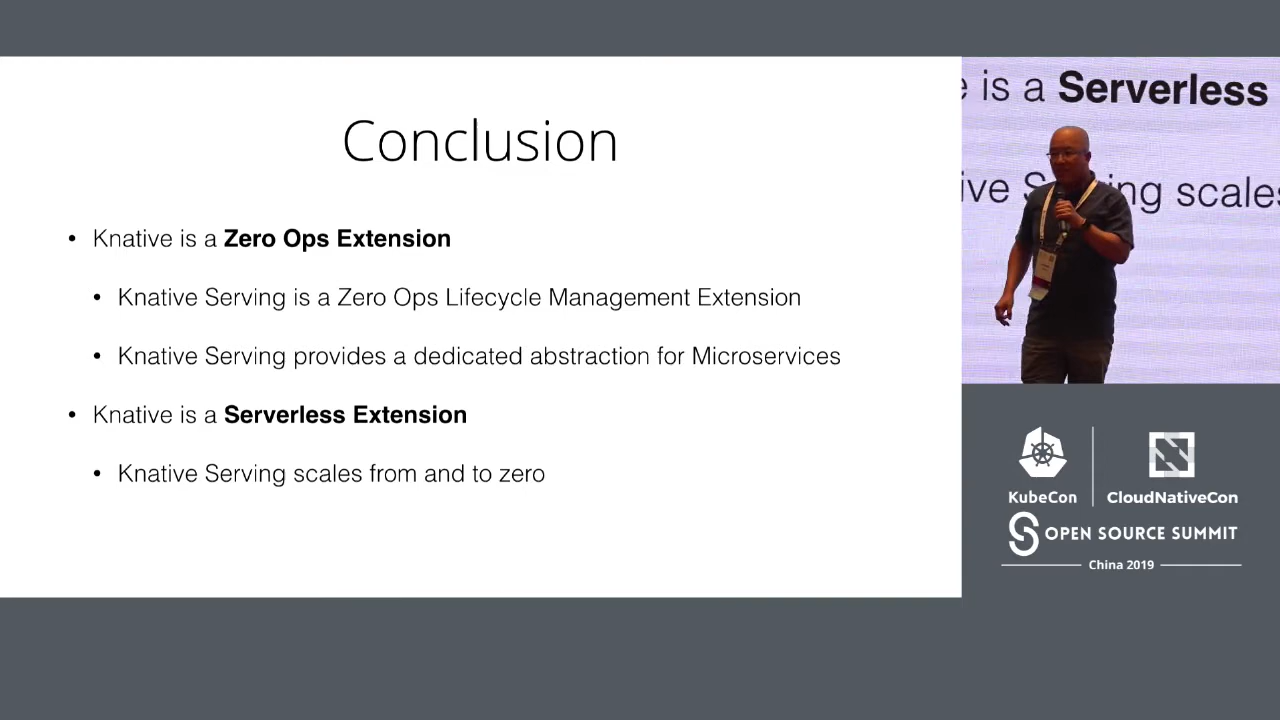 Conclusion
• Knative is a Zero Ops Extension
• Knative Serving is a Zero Ops Lifecycle Management Extension
• Knative Serving provides a dedicated abstraction for Microservices
• Knative is a Serverless Extension
• Knative Serving scales from and to zero
is a Serverless
ive S ing scales
KubeCon
CloudNativeCon
OPEN SOURCE SUMMIT
China 2019